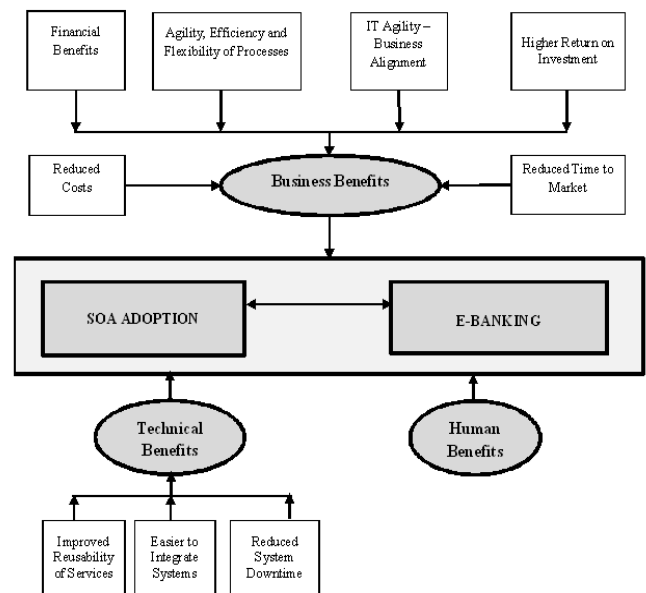 Financial
Benefits
Agility, Efficiency and
Flexibility of Processes
IT Agility–
Business
Alignment
Higher Return on
Investment
Reduced
Costs
Business Benefits
Reduced Time to
Market
SOA ADOPTION
E-BANKING
Technical
Benefits
Human
Benefits
Improved
Reusability
of Services
Easier to
Integrate
Systems
Reduced
System
Downtime